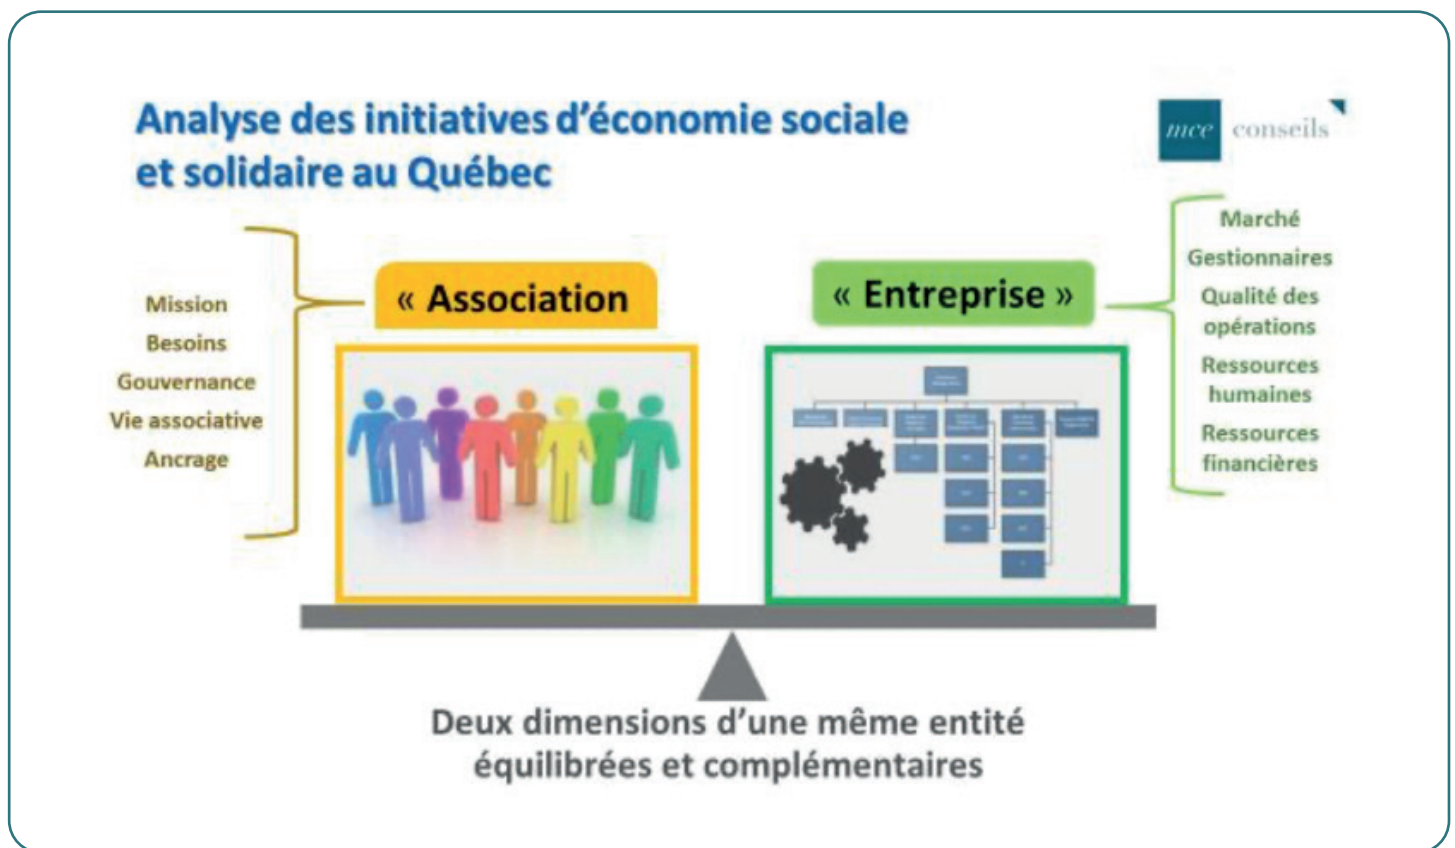 Analyse des initiatives d'économie sociale
et solidaire au Québec
mce conseils
Mission
Besoins
Gouvernance
Vie associative
Ancrage
« Association
« Entreprise »
Marché
Gestionnaires
Qualité des
opérations
Ressources
humaines
Ressources
financières
Deux dimensions d'une même entité
équilibrées et complémentaires